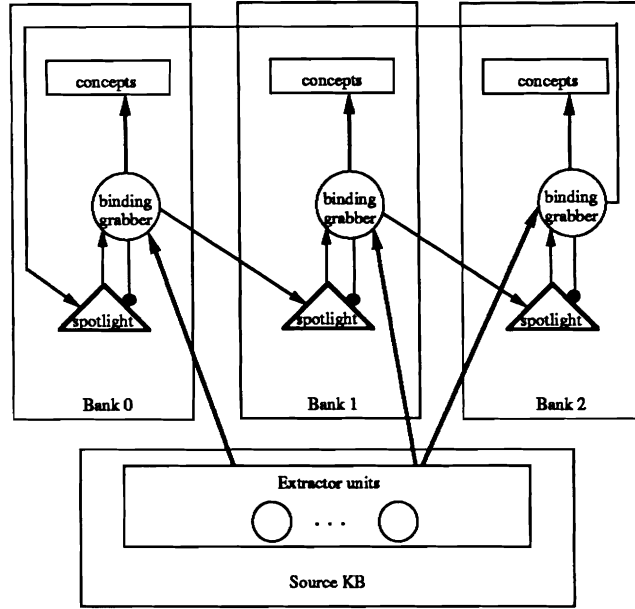 concepts
concepts
concepts
binding
grabber
binding
grabber
binding
grabber
spotlight
spotlight
spotlight
Bank 0
Bank 1
Bank 2
Extractor units
. . .
Source KB